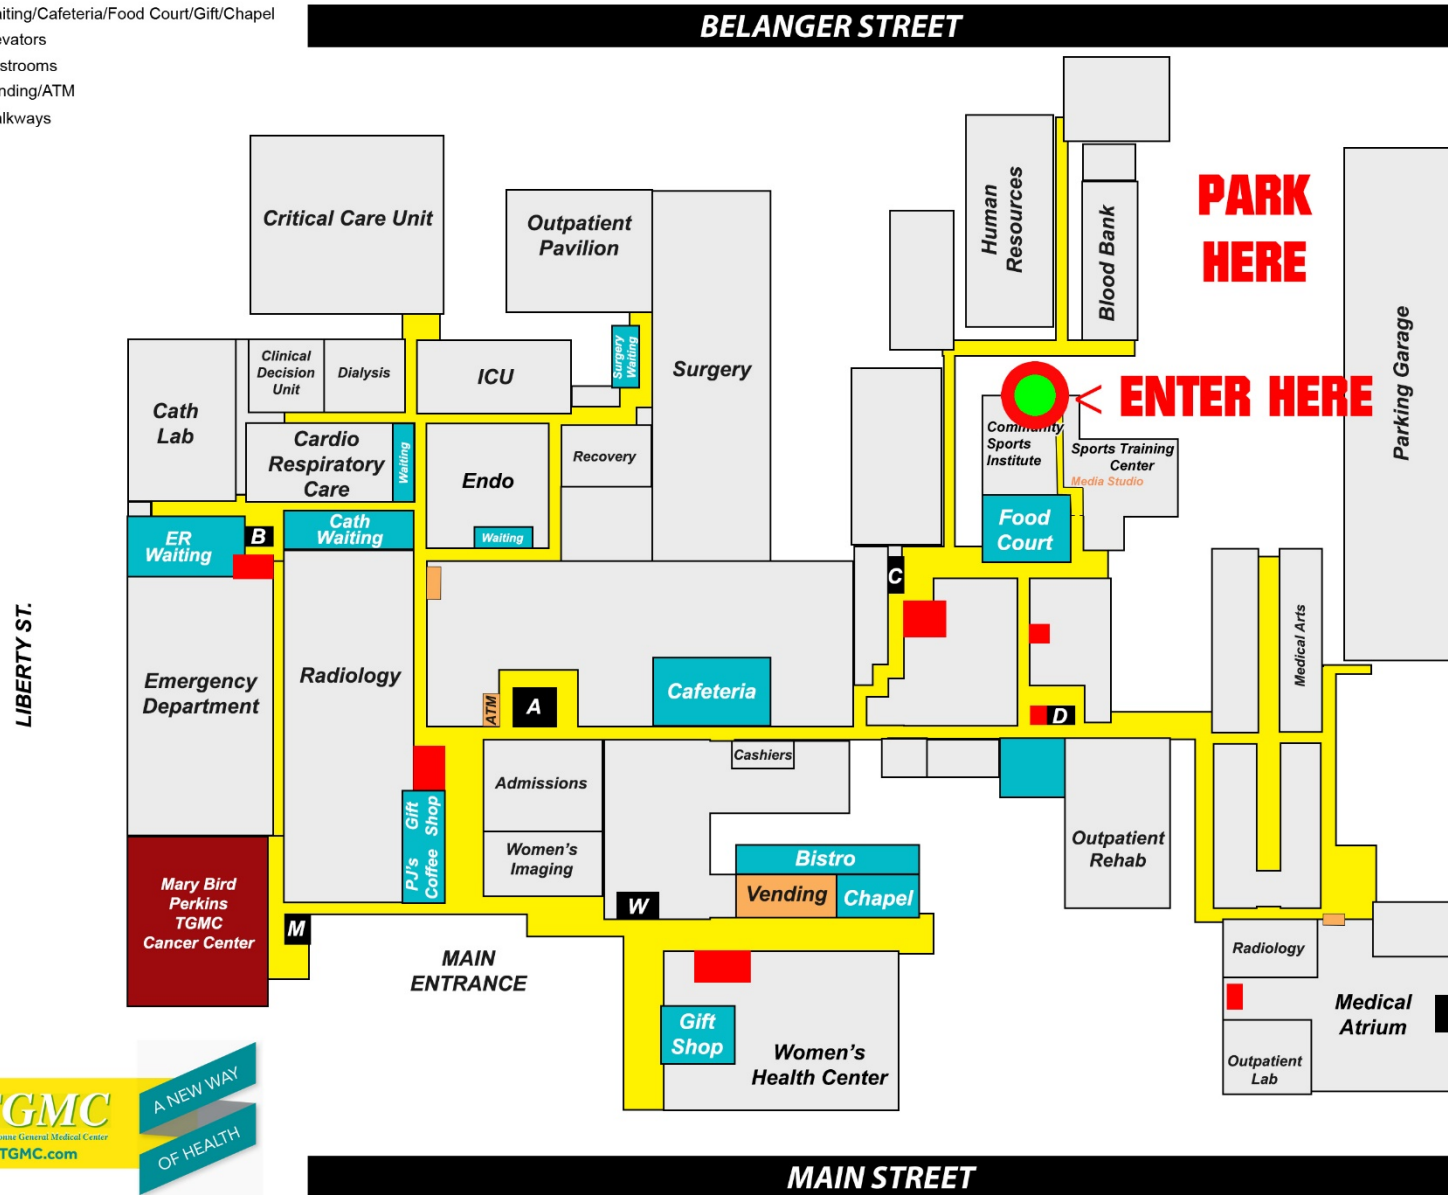 aiting/Cafeteria/Food Court/Gift/Chapel
evators
strooms
nding/ATM
alkways
BELANGER STREET
PARK
HERE
ENTER HERE
Human
Resources
Blood Bank
Parking Garage
Critical Care Unit
Outpatient
Pavilion
Surgery
Waiting
Surgery
Clinical
Decision
Unit
Dialysis
ICU
Cath
Lab
Cardio
Respiratory
Care
Waiting
Endo
Waiting
Recovery
Community
Sports
Institute
Sports Training
Center
Media Studio
Food
Court
ER
Waiting
B
Cath
Waiting
C
Medical Arts
LIBERTY ST.
Emergency
Department
Radiology
ATM
A
Cafeteria
D
Cashiers
Admissions
Women's
Imaging
Gift
Shop
PJ's
Coffee
Outpatient
Rehab
Bistro
Vending
Chapel
W
M
Mary Bird
Perkins
TGMC
Cancer Center
MAIN
ENTRANCE
Gift
Shop
Women's
Health Center
Radiology
Medical
Atrium
Outpatient
Lab
TGMC
onne General Medical Center
TGMC.com
A NEW WAY
OF HEALTH
MAIN STREET